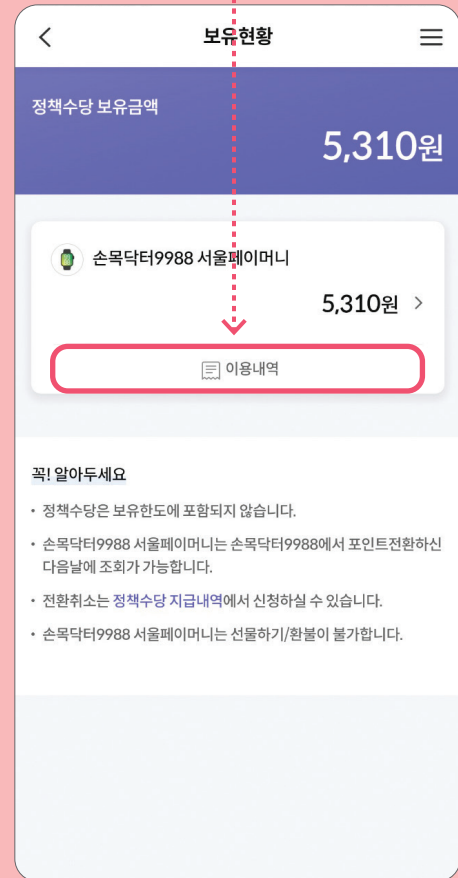 보유현황
정책수당 보유금액
5,310원
손목닥터9988 서울페이머니
5,310원
이용내역
꼭! 알아두세요
• 정책수당은 보유한도에 포함되지 않습니다.
• 손목닥터9988 서울페이머니는 손목닥터9988에서 포인트전환하신
다음날에 조회가 가능합니다.
• 전환취소는 정책수당 지급내역에서 신청하실 수 있습니다.
• 손목닥터9988 서울페이머니는 선물하기/환불이 불가합니다.